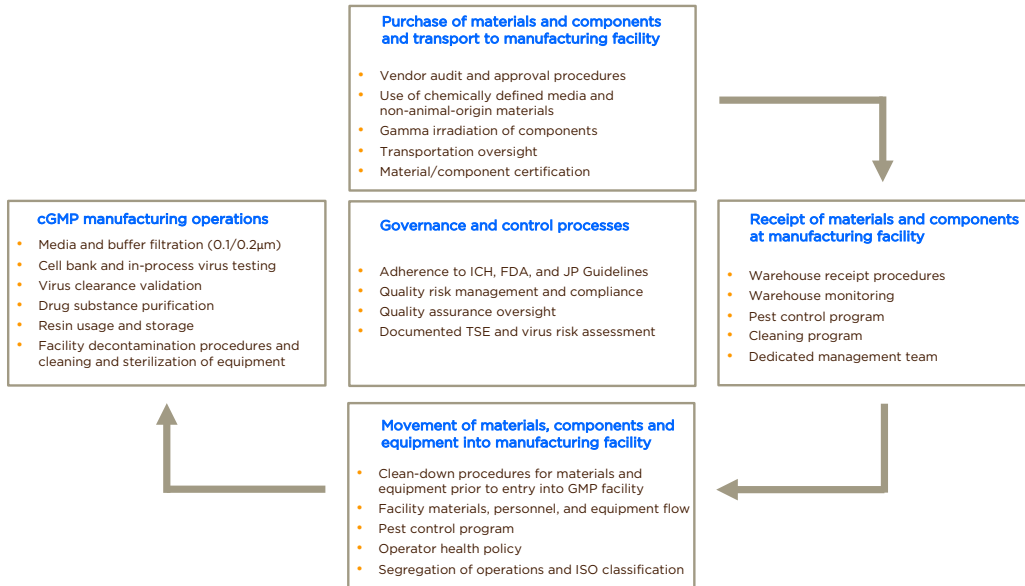 Purchase of materials and components
and transport to manufacturing facility
• Vendor audit and approval procedures
• Use of chemically defined media and
non-animal-origin materials
• Gamma irradiation of components
• Transportation oversight
• Material/component certification
cGMP manufacturing operations
• Media and buffer filtration (0.1/0.2µm)
• Cell bank and in-process virus testing
• Virus clearance validation
• Drug substance purification
• Resin usage and storage
• Facility decontamination procedures and
cleaning and sterilization of equipment
Governance and control processes
• Adherence to ICH, FDA, and JP Guidelines
• Quality risk management and compliance
• Quality assurance oversight
• Documented TSE and virus risk assessment
Receipt of materials and components
at manufacturing facility
• Warehouse receipt procedures
• Warehouse monitoring
• Pest control program
• Cleaning program
• Dedicated management team
Movement of materials, components and
equipment into manufacturing facility
• Clean-down procedures for materials and
equipment prior to entry into GMP facility
• Facility materials, personnel, and equipment flow
• Pest control program
• Operator health policy
• Segregation of operations and ISO classification